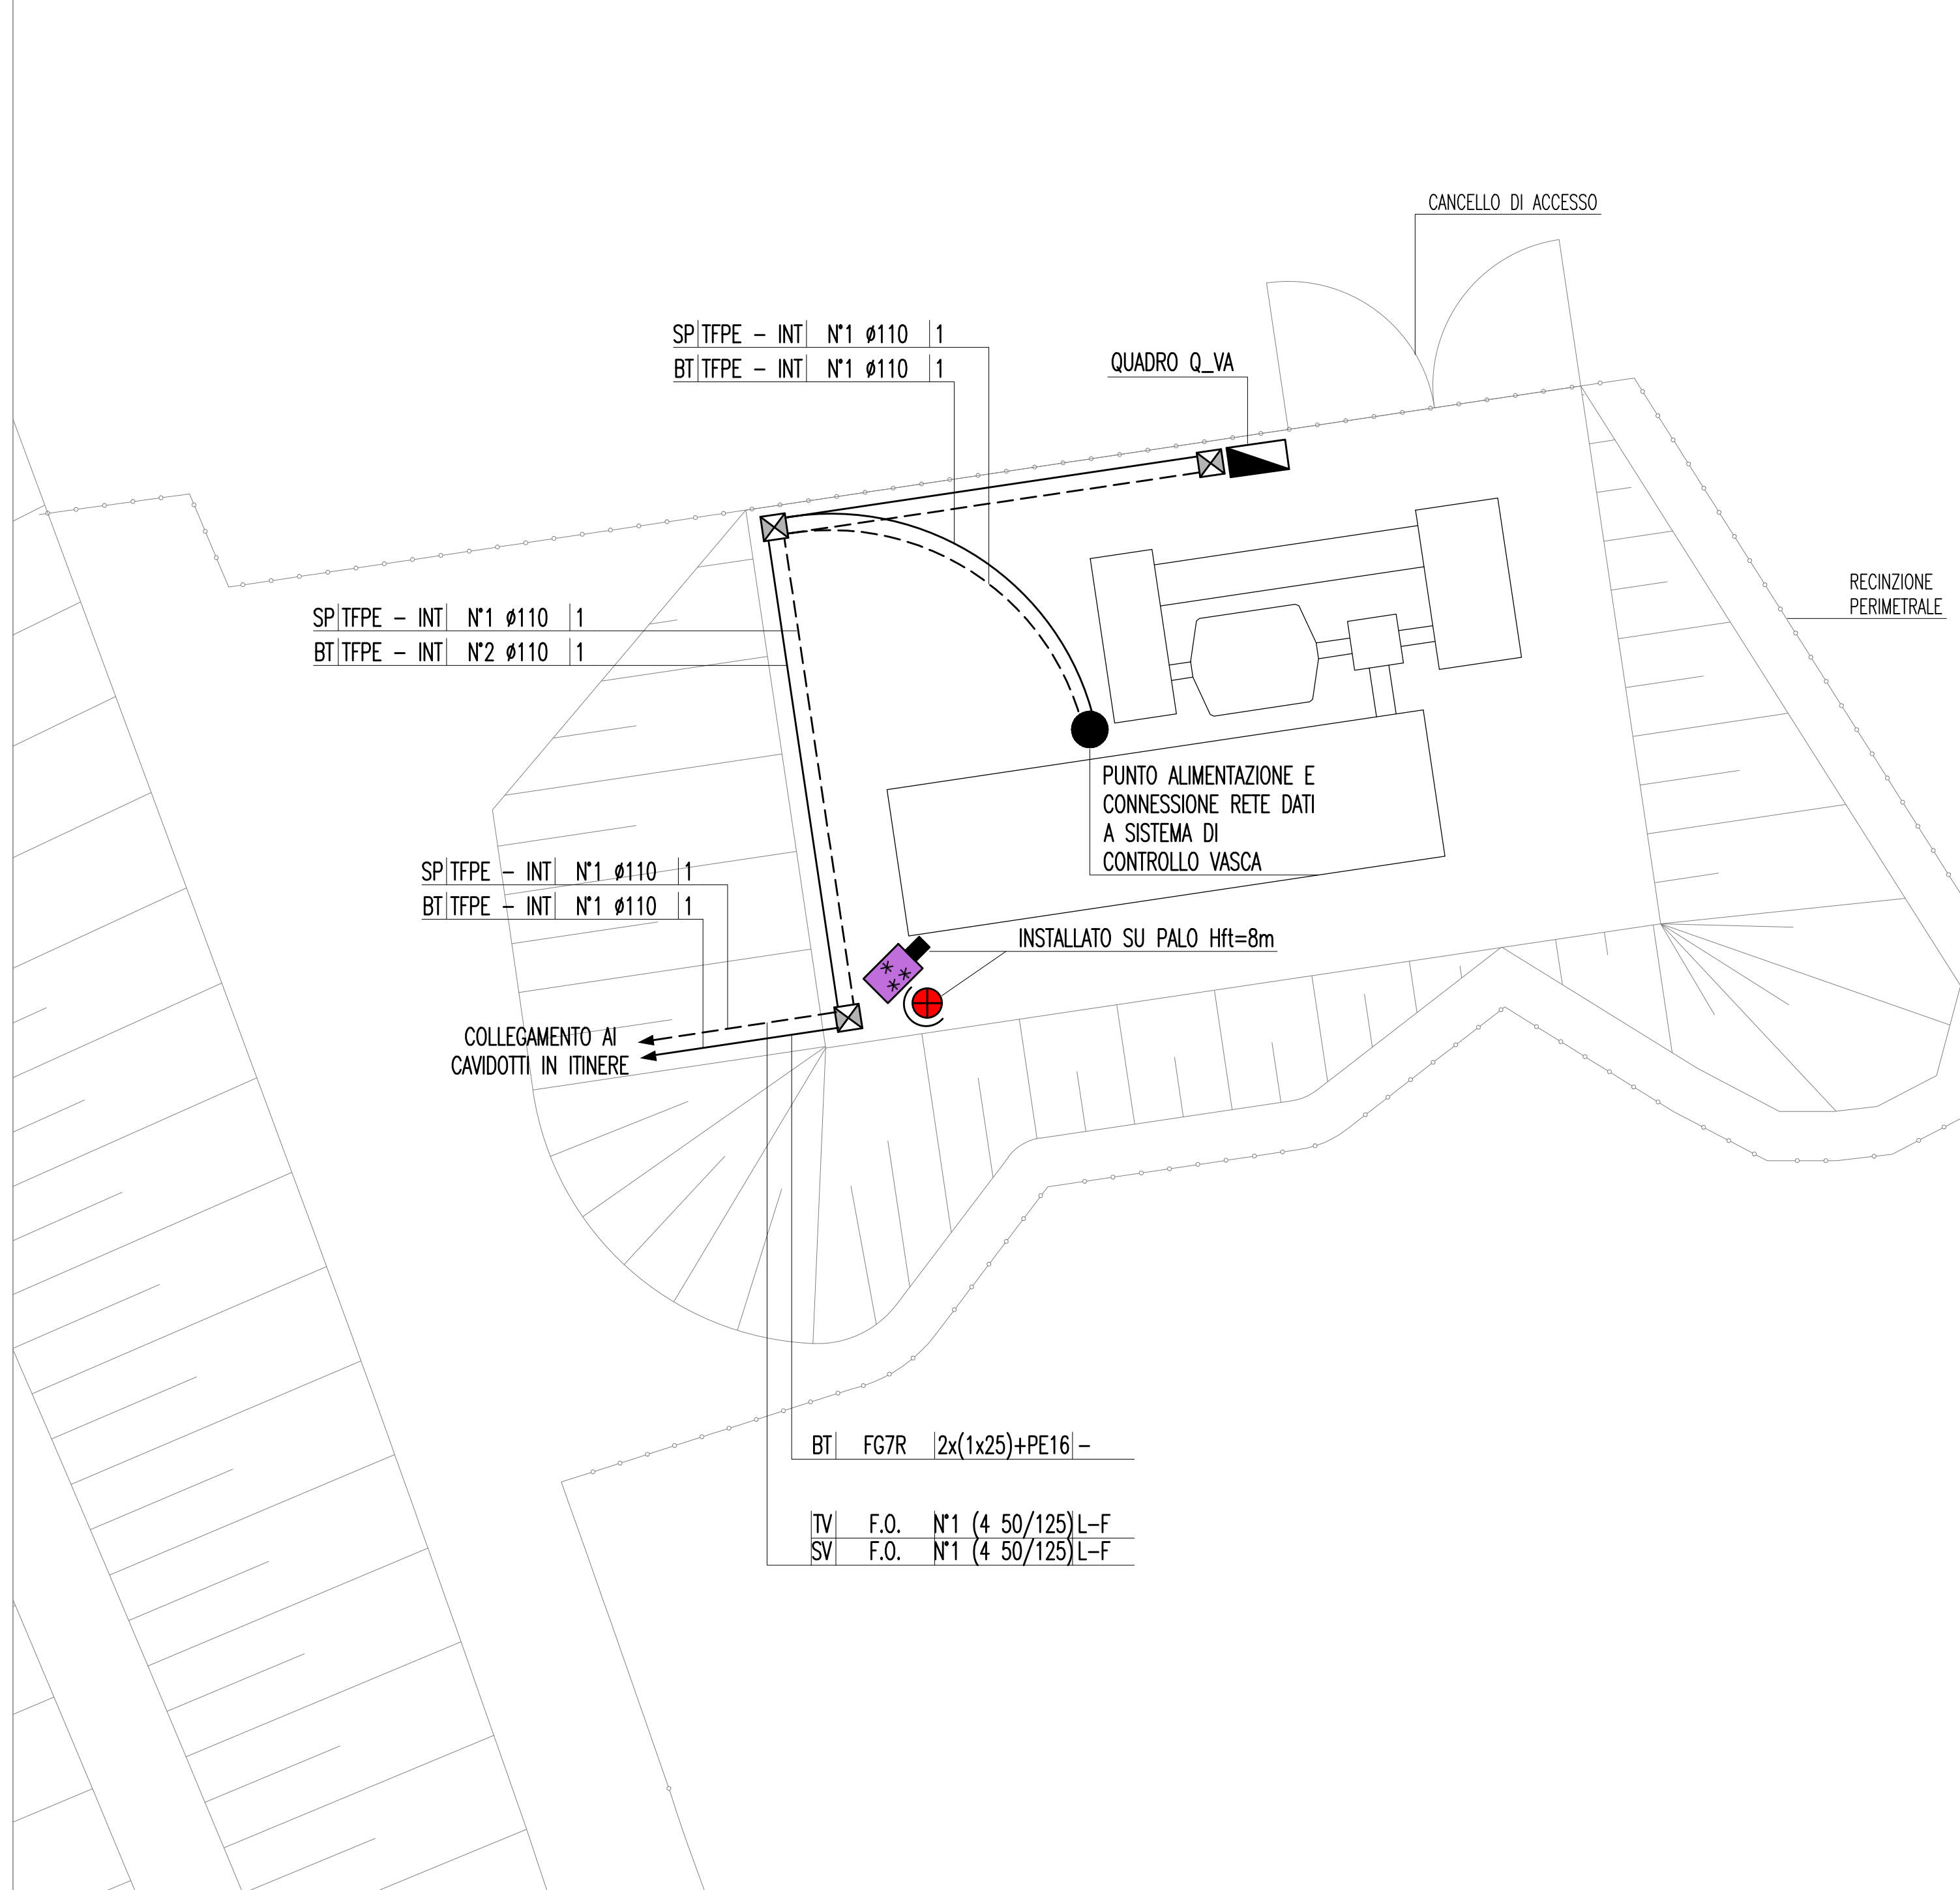 CANCELLO DI ACCESSO
SP TFPE - INT N°1 ø110 1
BT TFPE - INT N°1 ø110 1
QUADRO Q_VA
RECINZIONE
PERIMETRALE
SP TFPE - INT N°1 ø110 1
BT TFPE - INT N°2 ø110 1
PUNTO ALIMENTAZIONE E
CONNESSIONE RETE DATI
A SISTEMA DI
CONTROLLO VASCA
SP TFPE - INT N°1 ø110 1
BT TFPE - INT N°1 ø110 1
INSTALLATO SU PALO Hft=8m
COLLEGAMENTO AI
CAVIDOTTI IN ITINERE
BT FG7R 2x(1x25)+PE16 -
TV F.O. N°1 (4 50/125) L-F
SV F.O. N°1 (4 50/125) L-F